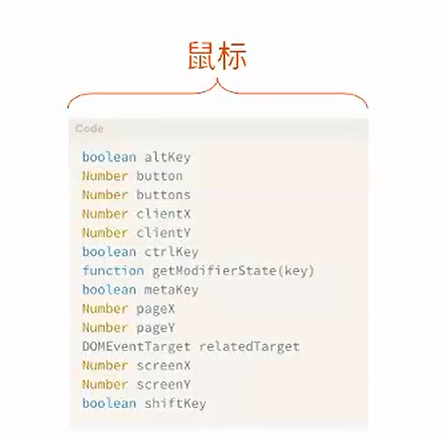 鼠标
Code
boolean altKey
Number button
Number buttons
Number clientX
Number clientY
boolean ctrlKey
function getModifierState(key)
boolean metaKey
Number pageX
Number pageY
DOMEventTarget relatedTarget
Number screenX
Number screenY
boolean shiftKey